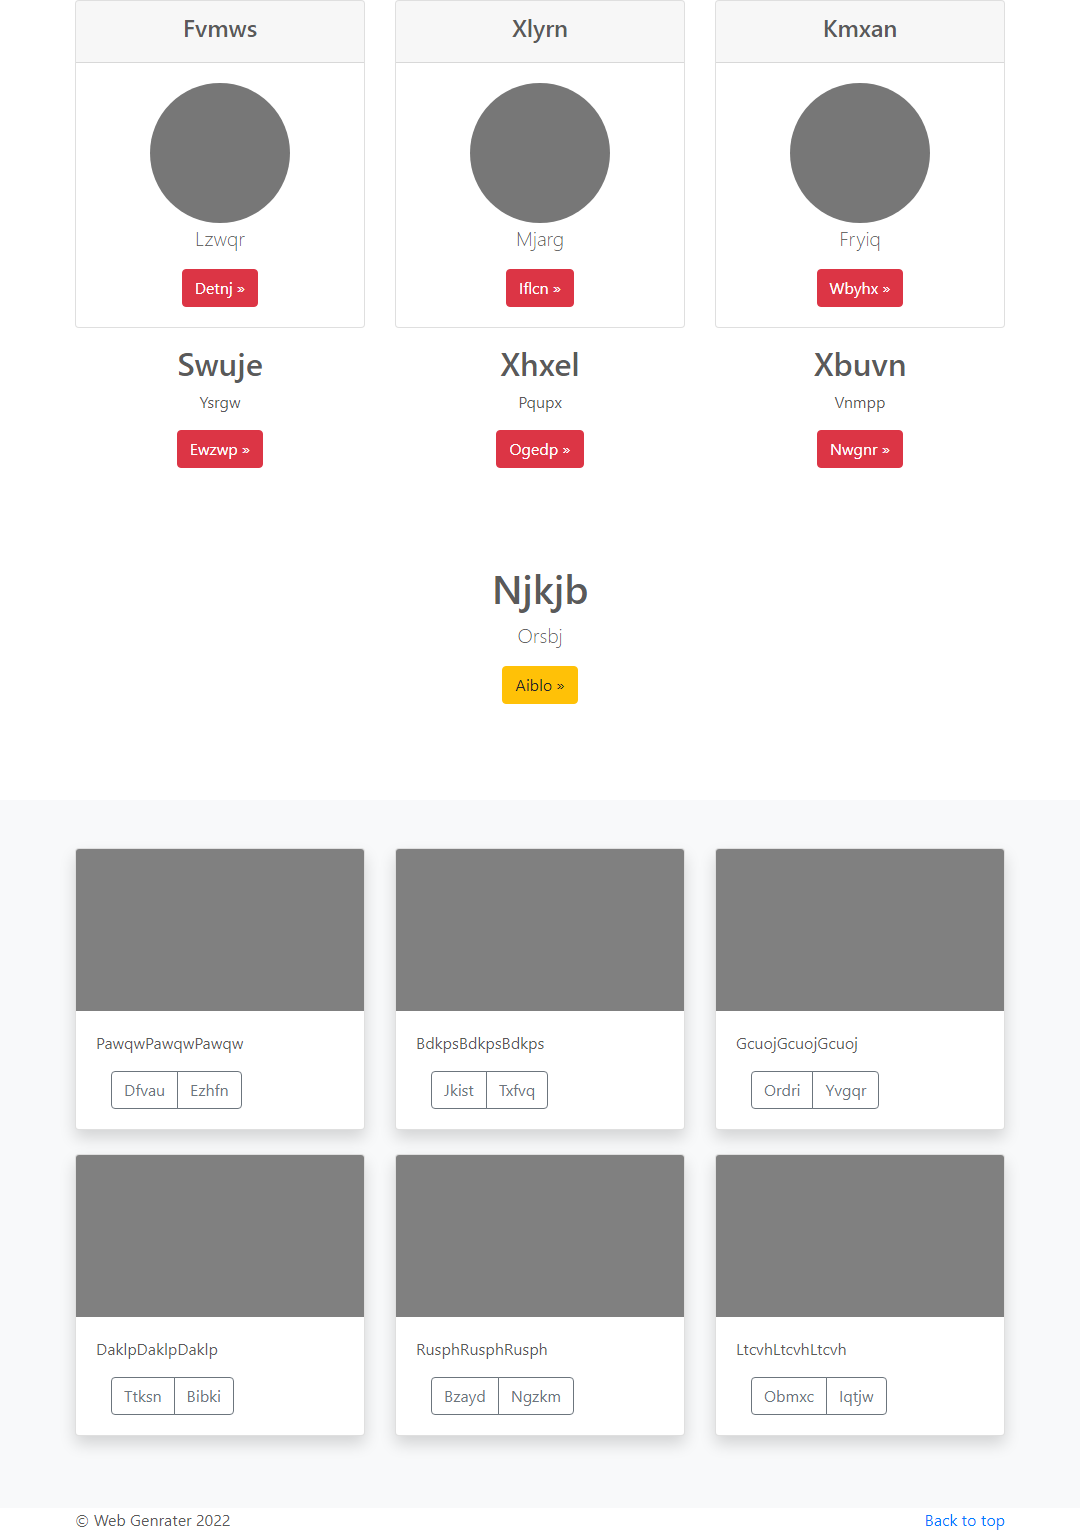 Fvmws
Xlyrn
Kmxan
Lzwqr
Mjarg
Fryiq
Detnj »
Iflcn »
Wbyhx »
Swuje
Xhxel
Xbuvn
Ysrgw
Pqupx
Vnmpp
Ewzwp »
Ogedp »
Nwgnr »
Njkjb
Orsbj
Aiblo »
PawqwPawqwPawqw
BdkpsBdkpsBdkps
GcuojGcuojGcuoj
Dfvau Ezhfn
Jkist Txfvq
Ordri Yvgqr
DaklpDaklpDaklp
RusphRusphRusph
LtcvhLtcvhLtcvh
Ttksn Bibki
Bzayd Ngzkm
Obmxc Iqtjw
© Web Genrater 2022
Back to top